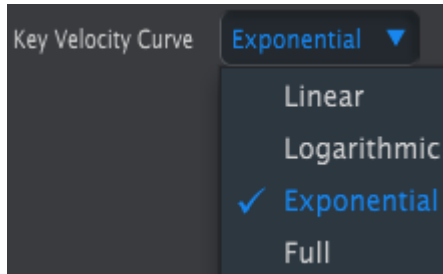 Key Velocity Curve Exponential
Linear
Logarithmic
Exponential
Full